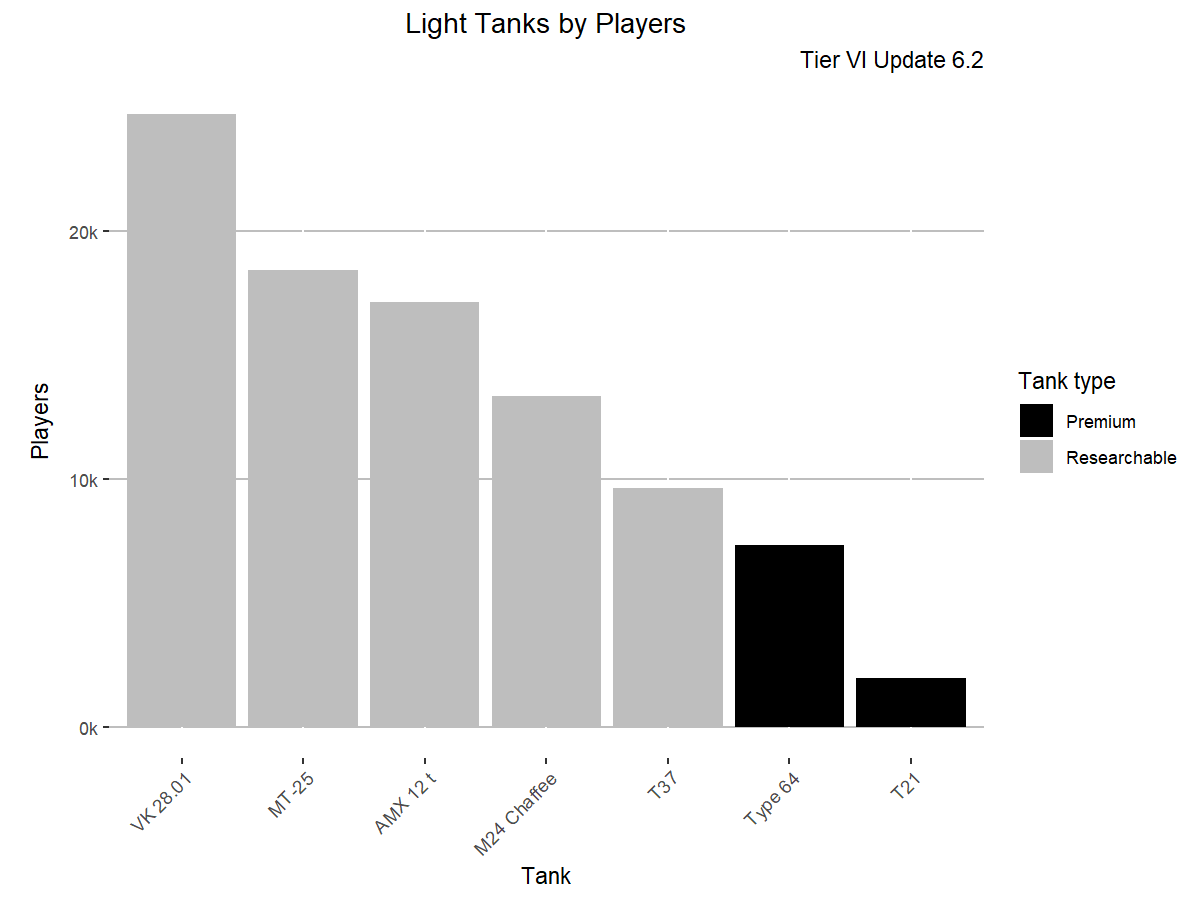 Light Tanks by Players
Tier VI Update 6.2
20k
10k
0k
Players
VK 28.01
MT-25
AMX 12 t
M24 Chaffee
T37
Type 64
T21
Tank
Tank type
Premium
Researchable